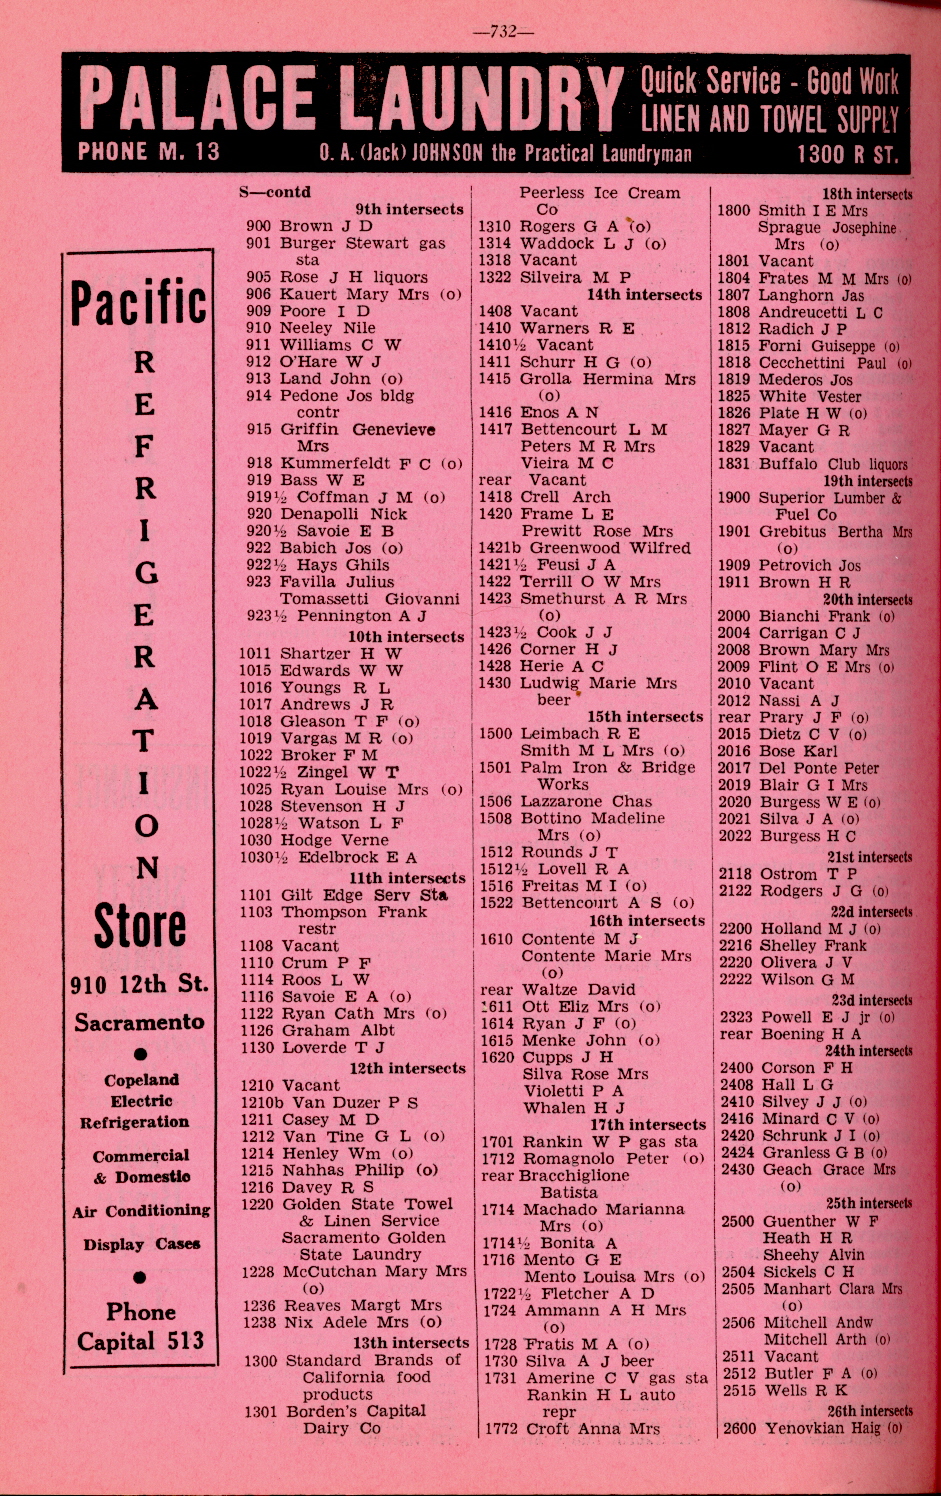 —732—
PALACE LAUNDRY
Quick Service - Good Work
LINEN AND TOWEL SUPPLY
PHONE M. 13
O. A. (Jack) JOHNSON the Practical Laundryman
1300 R ST.
Pacific
R
E
F
R
I
G
E
R
A
T
I
O
N
Store
910 12th St.
Sacramento
Copeland
Electric
Refrigeration
Commercial
& Domestic
Air Conditioning
Display Cases
Phone
Capital 513
S—contd
9th intersects
900 Brown J D
901 Burger Stewart gas
sta
905 Rose J H liquors
906 Kauert Mary Mrs (o)
909 Poore I D
910 Neeley Nile
911 Williams C W
912 O'Hare W J
913 Land John (o)
914 Pedone Jos bldg
contr
915 Griffin Genevieve
Mrs
918 Kummerfeldt F C (o)
919 Bass W E
919½ Coffman J M (o)
920 Denapolli Nick
920½ Savoie E B
922 Babich Jos (o)
922½ Hays Ghils
923 Favilla Julius
Tomassetti Giovanni
923½ Pennington A J
10th intersects
1011 Shartzer H W
1015 Edwards W W
1016 Youngs R L
1017 Andrews J R
1018 Gleason T F (o)
1019 Vargas M R (o)
1022 Broker F M
1022½ Zingel W T
1025 Ryan Louise Mrs (o)
1028 Stevenson H J
1028½ Watson L F
1030 Hodge Verne
1030½ Edelbrock E A
11th intersects
1101 Gilt Edge Serv Sta
1103 Thompson Frank
restr
1108 Vacant
1110 Crum P F
1114 Roos L W
1116 Savoie E A (o)
1122 Ryan Cath Mrs (o)
1126 Graham Albt
1130 Loverde T J
12th intersects
1210 Vacant
1210b Van Duzer P S
1211 Casey M D
1212 Van Tine G L (o)
1214 Henley Wm (o)
1215 Nahhas Philip (o)
1216 Davey R S
1220 Golden State Towel
& Linen Service
Sacramento Golden
State Laundry
1228 McCutchan Mary Mrs
(o)
1236 Reaves Margt Mrs
1238 Nix Adele Mrs (o)
13th intersects
1300 Standard Brands of
California food
products
1301 Borden's Capital
Dairy Co
Peerless Ice Cream
Co
1310 Rogers G A (o)
1314 Waddock L J (o)
1318 Vacant
1322 Silveira M P
14th intersects
1408 Vacant
1410 Warners R E
1410½ Vacant
1411 Schurr H G (o)
1415 Grolla Hermina Mrs
(o)
1416 Enos A N
1417 Bettencourt L M
Peters M R Mrs
Vieira M C
rear Vacant
1418 Crell Arch
1420 Frame L E
Prewitt Rose Mrs
1421b Greenwood Wilfred
1421½ Feusi J A
1422 Terrill O W Mrs
1423 Smethurst A R Mrs
(o)
1423½ Cook J J
1426 Corner H J
1428 Herie A C
1430 Ludwig Marie Mrs
beer
15th intersects
1500 Leimbach R E
Smith M L Mrs (o)
1501 Palm Iron & Bridge
Works
1506 Lazzarone Chas
1508 Bottino Madeline
Mrs (o)
1512 Rounds J T
1512½ Lovell R A
1516 Freitas M I (o)
1522 Bettencourt A S (o)
16th intersects
1610 Contente M J
Contente Marie Mrs
(o)
rear Waltze David
1611 Ott Eliz Mrs (o)
1614 Ryan J F (o)
1615 Menke John (o)
1620 Cupps J H
Silva Rose Mrs
Violetti P A
Whalen H J
17th intersects
1701 Rankin W P gas sta
1712 Romagnolo Peter (o)
rear Bracchiglione
Batista
1714 Machado Marianna
Mrs (o)
1714½ Bonita A
1716 Mento G E
Mento Louisa Mrs (o)
1722½ Fletcher A D
1724 Ammann A H Mrs
(o)
1728 Fratis M A (o)
1730 Silva A J beer
1731 Amerine C V gas sta
Rankin H L auto
repr
1772 Croft Anna Mrs
18th intersects
1800 Smith I E Mrs
Sprague Josephine
Mrs (o)
1801 Vacant
1804 Frates M M Mrs (o)
1807 Langhorn Jas
1808 Andreucetti L C
1812 Radich J P
1815 Forni Guiseppe (o)
1818 Cecchettini Paul (o)
1819 Mederos Jos
1825 White Vester
1826 Plate H W (o)
1827 Mayer G R
1829 Vacant
1831 Buffalo Club liquors
19th intersects
1900 Superior Lumber &
Fuel Co
1901 Grebitus Bertha Mrs
(o)
1909 Petrovich Jos
1911 Brown H R
20th intersects
2000 Bianchi Frank (o)
2004 Carrigan C J
2008 Brown Mary Mrs
2009 Flint O E Mrs (o)
2010 Vacant
2012 Nassi A J
rear Prary J F (o)
2015 Dietz C V (o)
2016 Bose Karl
2017 Del Ponte Peter
2019 Blair G I Mrs
2020 Burgess W E (o)
2021 Silva J A (o)
2022 Burgess H C
21st intersects
2118 Ostrom T P
2122 Rodgers J G (o)
22d intersects
2200 Holland M J (o)
2216 Shelley Frank
2220 Olivera J V
2222 Wilson G M
23d intersects
2323 Powell E J jr (o)
rear Boening H A
24th intersects
2400 Corson F H
2408 Hall L G
2410 Silvey J J (o)
2416 Minard C V (o)
2420 Schrunk J I (o)
2424 Granless G B (o)
2430 Geach Grace Mrs
(o)
25th intersects
2500 Guenther W F
Heath H R
Sheehy Alvin
2504 Sickels C H
2505 Manhart Clara Mrs
(o)
2506 Mitchell Andw
Mitchell Arth (o)
2511 Vacant
2512 Butler F A (o)
2515 Wells R K
26th intersects
2600 Yenovkian Haig (o)